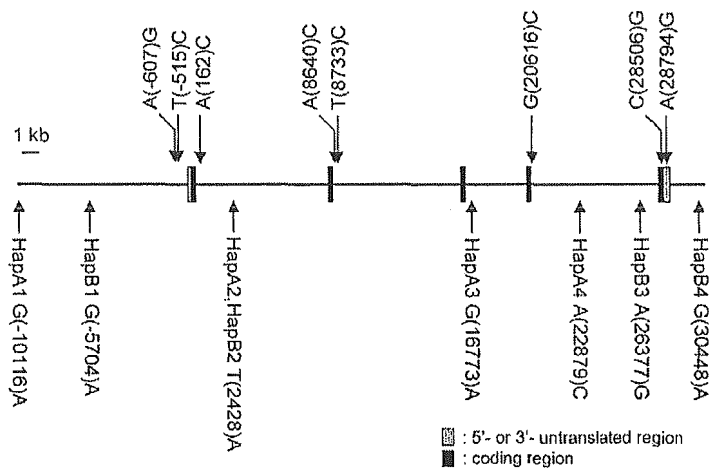 A(-607)G
T(-515)C
A(162)C
A(8640)C
T(8733)C
G(20616)C
C(28506)G
A(28794)G
1 kb
HapA1 G(-10116)A
HapB1 G(-5704)A
HapA2,HapB2 T(2428)A
HapA3 G(16773)A
HapA4 A(22879)C
HapB3 A(26377)G
HapB4 G(30448)A
: 5'- or 3'- untranslated region
: coding region